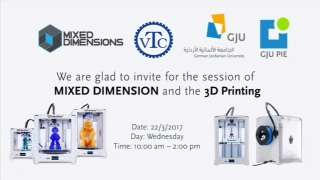 MIXED
DIMENSIONS
VTC
GJU
الجامعة الألمانية الأردنية
German Jordanian University
GJU PIE
We are glad to invite for the session of
MIXED DIMENSION and the 3D Printing
Date: 22/3/2017
Day: Wednesday
Time: 10:00 am – 2:00 pm